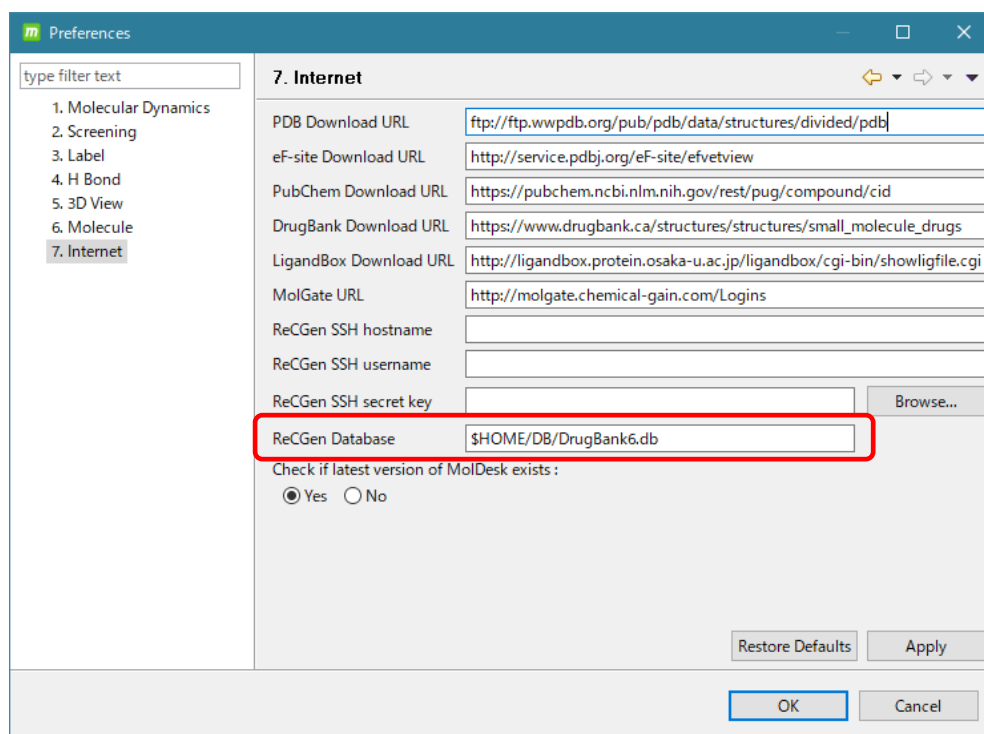 m Preferences
type filter text
1. Molecular Dynamics
2. Screening
3. Label
4. H Bond
5. 3D View
6. Molecule
7. Internet
7. Internet
PDB Download URL ftp://ftp.wwpdb.org/pub/pdb/data/structures/divided/pdb
eF-site Download URL http://service.pdbj.org/eF-site/efvetview
PubChem Download URL https://pubchem.ncbi.nlm.nih.gov/rest/pug/compound/cid
DrugBank Download URL https://www.drugbank.ca/structures/structures/small_molecule_drugs
LigandBox Download URL http://ligandbox.protein.osaka-u.ac.jp/ligandbox/cgi-bin/showligfile.cgi
MolGate URL http://molgate.chemical-gain.com/Logins
ReCGen SSH hostname
ReCGen SSH username
ReCGen SSH secret key Browse...
ReCGen Database $HOME/DB/DrugBank6.db
Check if latest version of MolDesk exists :
Yes No
Restore Defaults Apply
OK Cancel